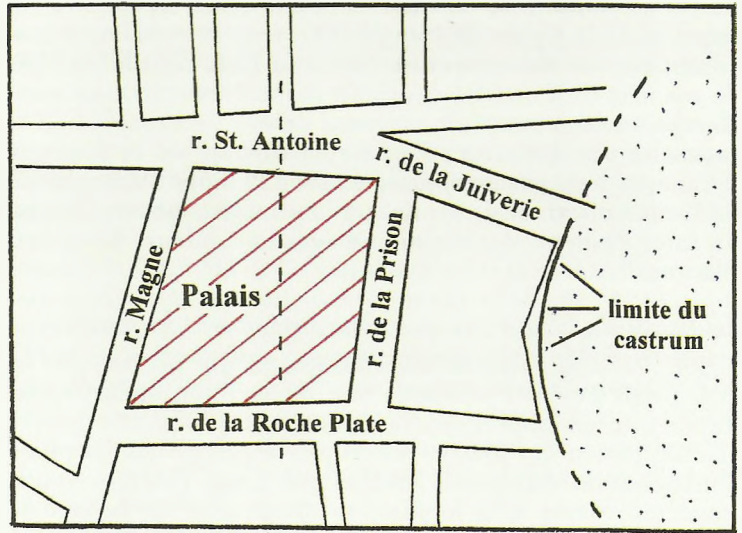 r. St. Antoine
r. de la Juiverie
r. Magne
Palais
r. de la Prison
limite du
castrum
r. de la Roche Plate